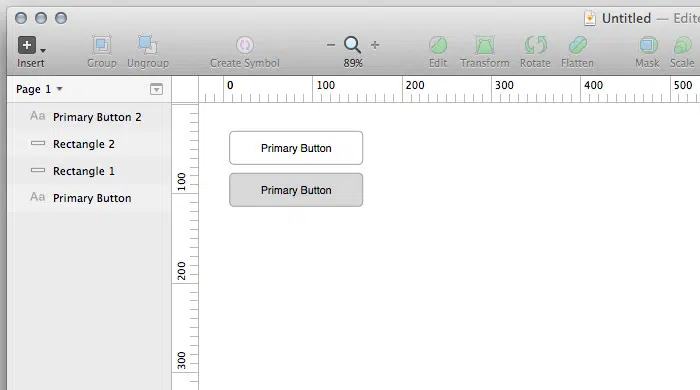 Untitled — Edite
Insert
Group
Ungroup
Create Symbol
89%
Edit
Transform
Rotate
Flatten
Mask
Scale
Page 1
0 100 200 300 400 500
Aa Primary Button 2
Rectangle 2
Rectangle 1
Aa Primary Button
100
200
300
Primary Button
Primary Button